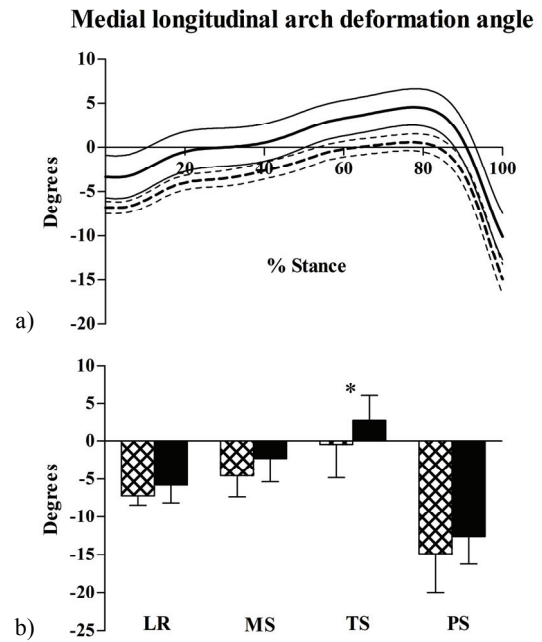 Medial longitudinal arch deformation angle
10
5
0
-5
-10
-15
-20
Degrees
20 40 60 80 100
% Stance
a)
10
5
0
-5
-10
-15
-20
-25
Degrees
*
LR MS TS PS
b)